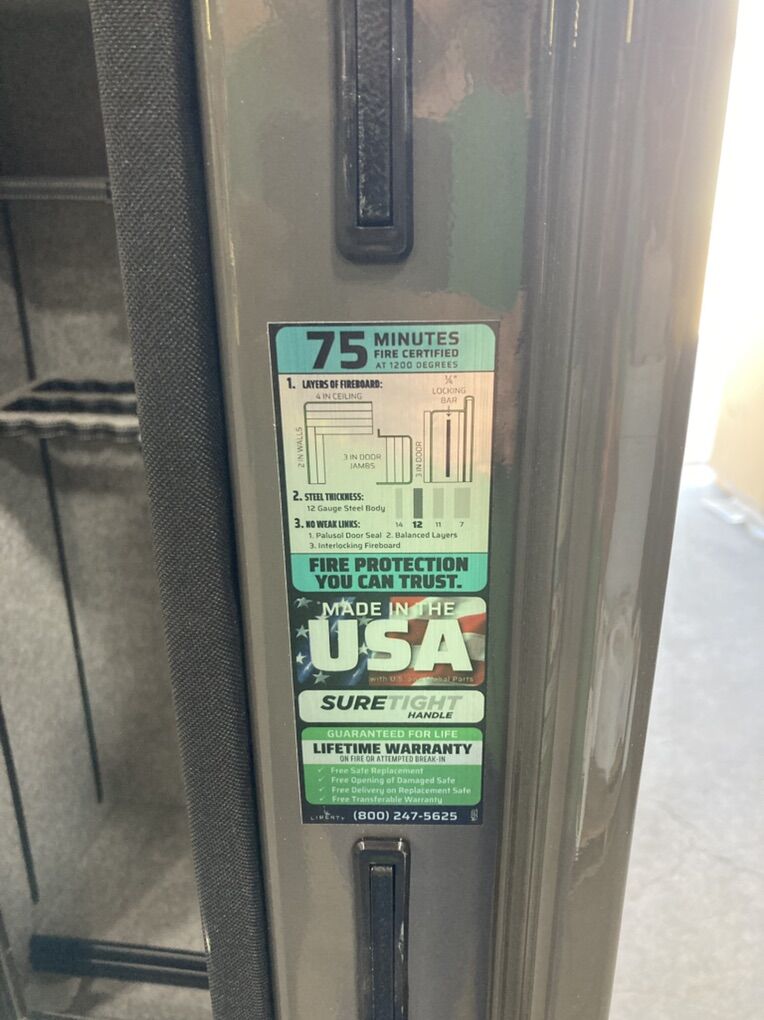 75 MINUTES
FIRE CERTIFIED
AT 1200 DEGREES
1. LAYERS OF FIREBOARD:
4 IN CEILING
1/4"
LOCKING
BAR
2 IN WALLS
3 IN DOOR
JAMBS
3 IN DOOR
2. STEEL THICKNESS:
12 Gauge Steel Body
14 12 11 7
3. NO WEAK LINKS:
1. Palusol Door Seal 2. Balanced Layers
3. Interlocking Fireboard
FIRE PROTECTION
YOU CAN TRUST.
MADE IN THE
USA
with U.S. and Global Parts
SURETIGHT
HANDLE
GUARANTEED FOR LIFE
LIFETIME WARRANTY
ON FIRE OR ATTEMPTED BREAK-IN
✓ Free Safe Replacement
✓ Free Opening of Damaged Safe
✓ Free Delivery on Replacement Safe
✓ Free Transferable Warranty
LIBERTY (800) 247-5625